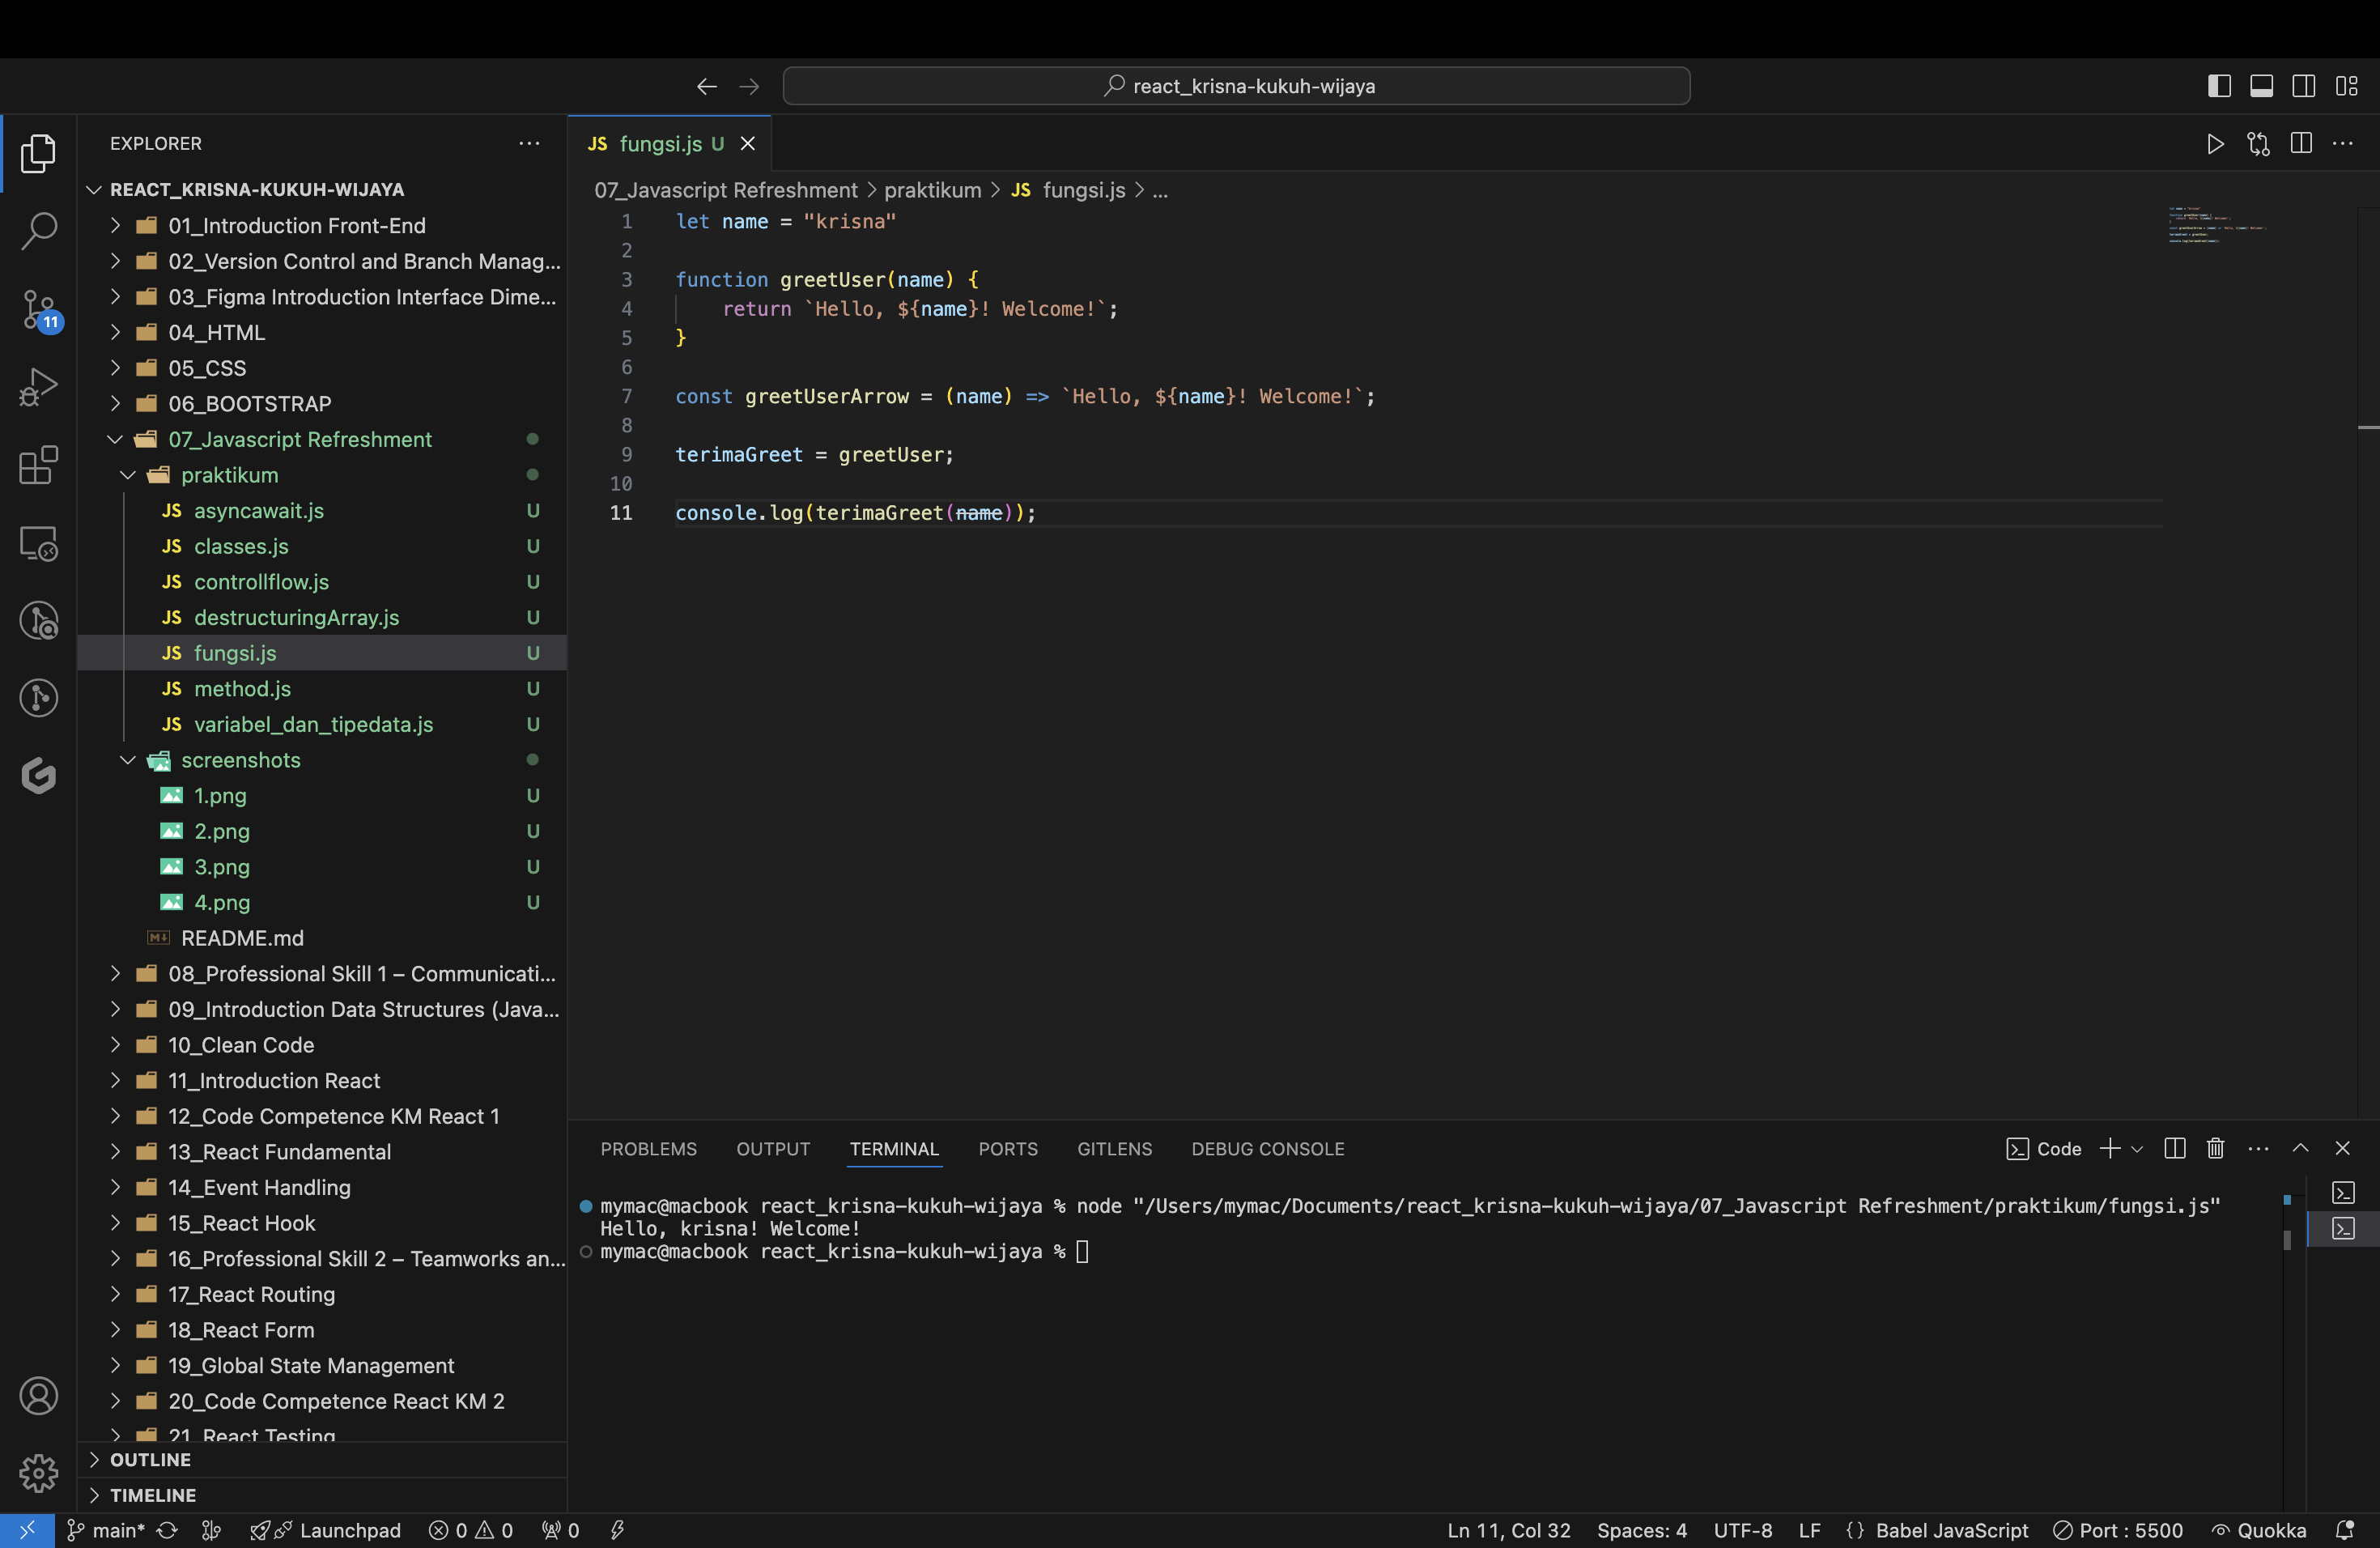 react_krisna-kukuh-wijaya
EXPLORER
REACT_KRISNA-KUKUH-WIJAYA
01_Introduction Front-End
02_Version Control and Branch Manag...
03_Figma Introduction Interface Dime...
04_HTML
05_CSS
06_BOOTSTRAP
07_Javascript Refreshment
praktikum
JS asyncawait.js U
JS classes.js U
JS controllflow.js U
JS destructuringArray.js U
JS fungsi.js U
JS method.js U
JS variabel_dan_tipedata.js U
screenshots
1.png U
2.png U
3.png U
4.png U
README.md
08_Professional Skill 1 – Communicati...
09_Introduction Data Structures (Java...
10_Clean Code
11_Introduction React
12_Code Competence KM React 1
13_React Fundamental
14_Event Handling
15_React Hook
16_Professional Skill 2 – Teamworks an...
17_React Routing
18_React Form
19_Global State Management
20_Code Competence React KM 2
21_React Testing
OUTLINE
TIMELINE
11
JS fungsi.js U
07_Javascript Refreshment > praktikum > JS fungsi.js > ...
1 let name = "krisna"
2
3 function greetUser(name) {
4 return `Hello, ${name}! Welcome!`;
5 }
6
7 const greetUserArrow = (name) => `Hello, ${name}! Welcome!`;
8
9 terimaGreet = greetUser;
10
11 console.log(terimaGreet(name));
PROBLEMS OUTPUT TERMINAL PORTS GITLENS DEBUG CONSOLE Code
mymac@macbook react_krisna-kukuh-wijaya % node "/Users/mymac/Documents/react_krisna-kukuh-wijaya/07_Javascript Refreshment/praktikum/fungsi.js"
Hello, krisna! Welcome!
mymac@macbook react_krisna-kukuh-wijaya %
main* Launchpad 0 0 0 Ln 11, Col 32 Spaces: 4 UTF-8 LF {} Babel JavaScript Port : 5500 Quokka